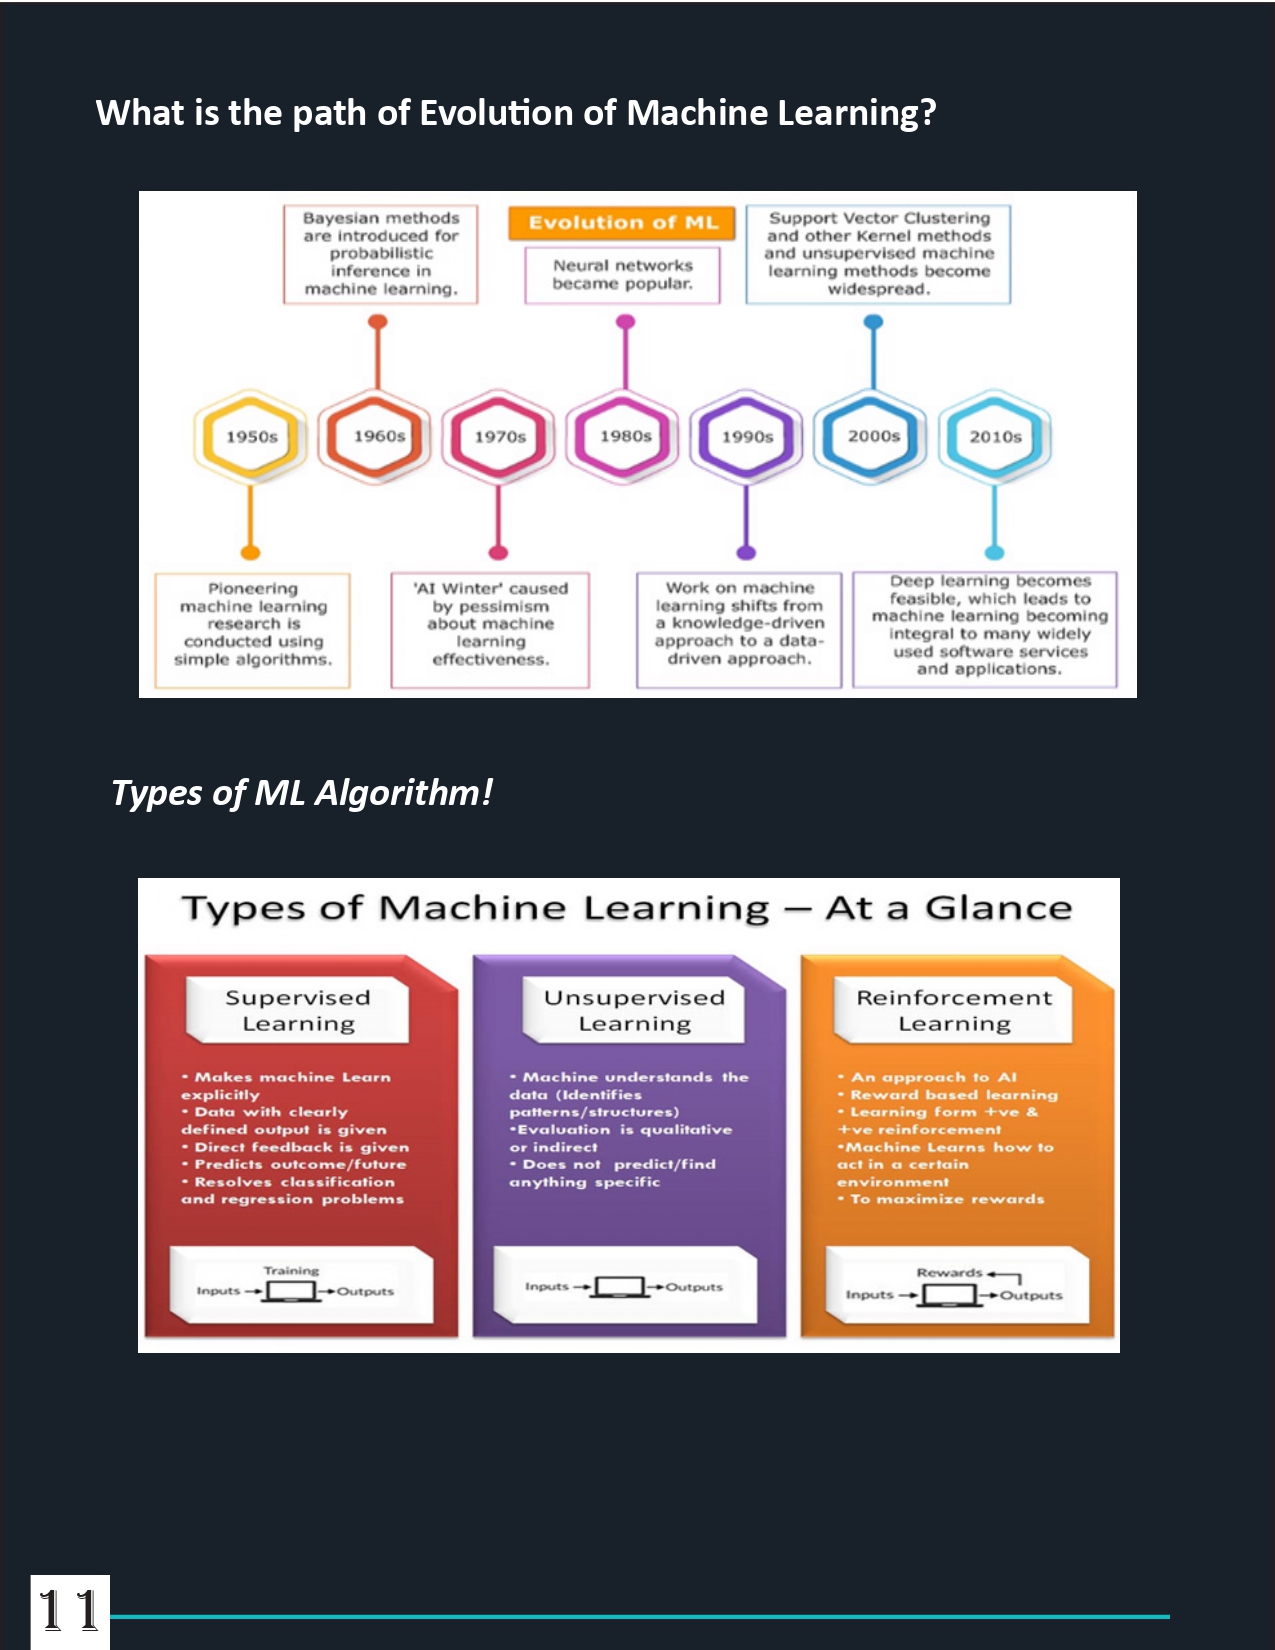 What is the path of Evolution of Machine Learning?
Bayesian methods
are introduced for
probabilistic
inference in
machine learning.
Evolution of ML
Neural networks
became popular.
Support Vector Clustering
and other Kernel methods
and unsupervised machine
learning methods become
widespread.
1950s
1960s
1970s
1980s
1990s
2000s
2010s
Pioneering
machine learning
research is
conducted using
simple algorithms.
'AI Winter' caused
by pessimism
about machine
learning
effectiveness.
Work on machine
learning shifts from
a knowledge-driven
approach to a data-
driven approach.
Deep learning becomes
feasible, which leads to
machine learning becoming
integral to many widely
used software services
and applications.
Types of ML Algorithm!
Types of Machine Learning – At a Glance
Supervised
Learning
• Makes machine Learn
explicitly
• Data with clearly
defined output is given
• Direct feedback is given
• Predicts outcome/future
• Resolves classification
and regression problems
Training
Inputs
Outputs
Unsupervised
Learning
• Machine understands the
data (Identifies
patterns/structures)
•Evaluation is qualitative
or indirect
• Does not predict/find
anything specific
Inputs
Outputs
Reinforcement
Learning
• An approach to AI
• Reward based learning
• Learning form +ve &
+ve reinforcement
•Machine Learns how to
act in a certain
environment
• To maximize rewards
Rewards
Inputs
Outputs
11